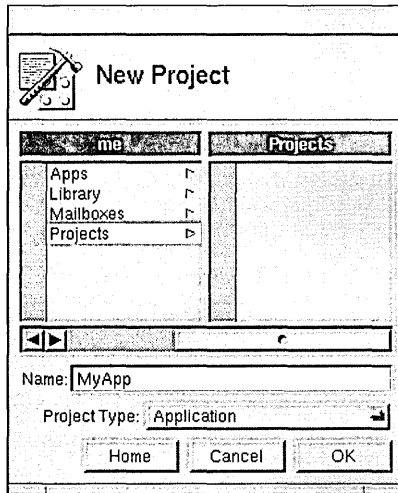 New Project
me
Projects
Apps
Library
Mailboxes
Projects
Name: MyApp
Project Type: Application
Home
Cancel
OK